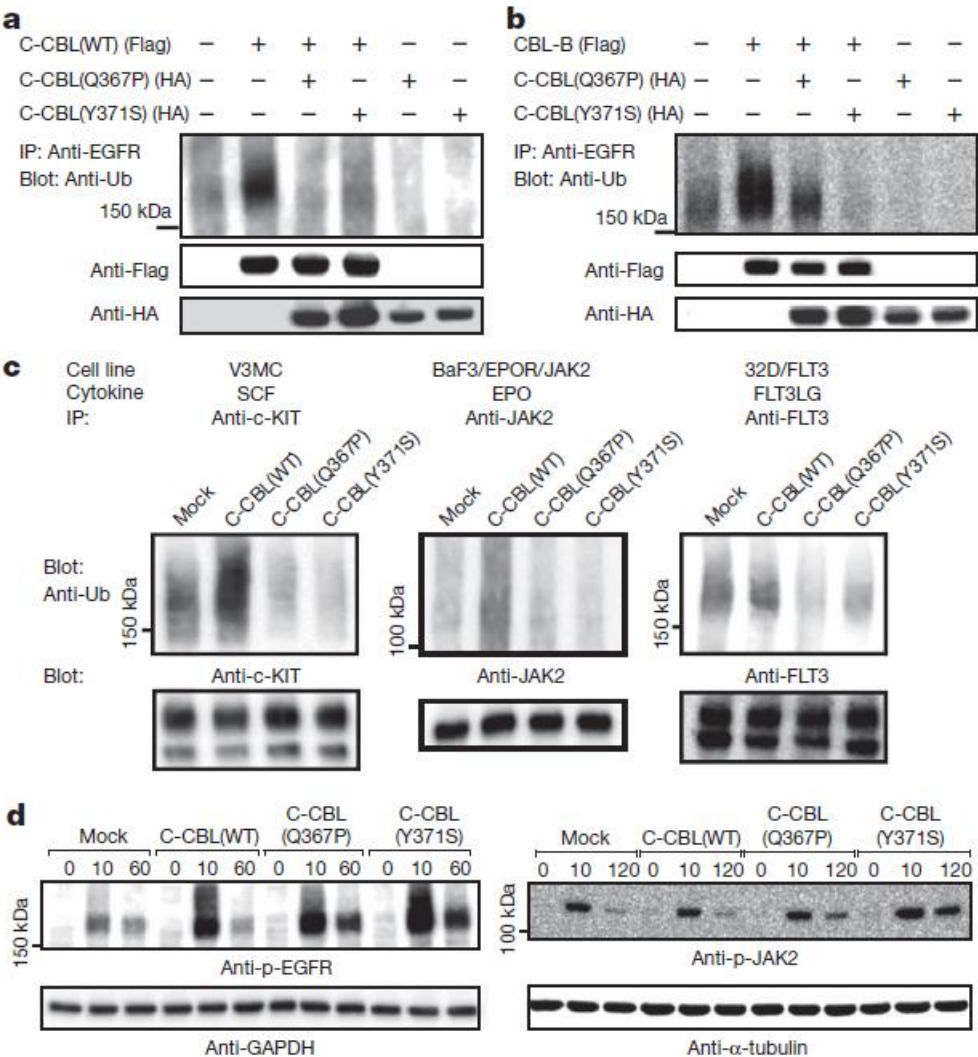 a
C-CBL(WT) (Flag) – + + + – –
C-CBL(Q367P) (HA) – – + – + –
C-CBL(Y371S) (HA) – – – + – +
IP: Anti-EGFR
Blot: Anti-Ub
150 kDa
Anti-Flag
Anti-HA
b
CBL-B (Flag) – + + + – –
C-CBL(Q367P) (HA) – – + – + –
C-CBL(Y371S) (HA) – – – + – +
IP: Anti-EGFR
Blot: Anti-Ub
150 kDa
Anti-Flag
Anti-HA
c
Cell line V3MC BaF3/EPOR/JAK2 32D/FLT3
Cytokine SCF EPO FLT3LG
IP: Anti-c-KIT Anti-JAK2 Anti-FLT3
Mock C-CBL(WT) C-CBL(Q367P) C-CBL(Y371S) Mock C-CBL(WT) C-CBL(Q367P) C-CBL(Y371S) Mock C-CBL(WT) C-CBL(Q367P) C-CBL(Y371S)
Blot:
Anti-Ub
150 kDa 100 kDa 150 kDa
Blot: Anti-c-KIT Anti-JAK2 Anti-FLT3
d
Mock C-CBL(WT) C-CBL (Q367P) C-CBL (Y371S)
0 10 60 0 10 60 0 10 60 0 10 60
150 kDa
Anti-p-EGFR
Anti-GAPDH
Mock C-CBL(WT) C-CBL (Q367P) C-CBL (Y371S)
0 10 120 0 10 120 0 10 120 0 10 120
100 kDa
Anti-p-JAK2
Anti-α-tubulin